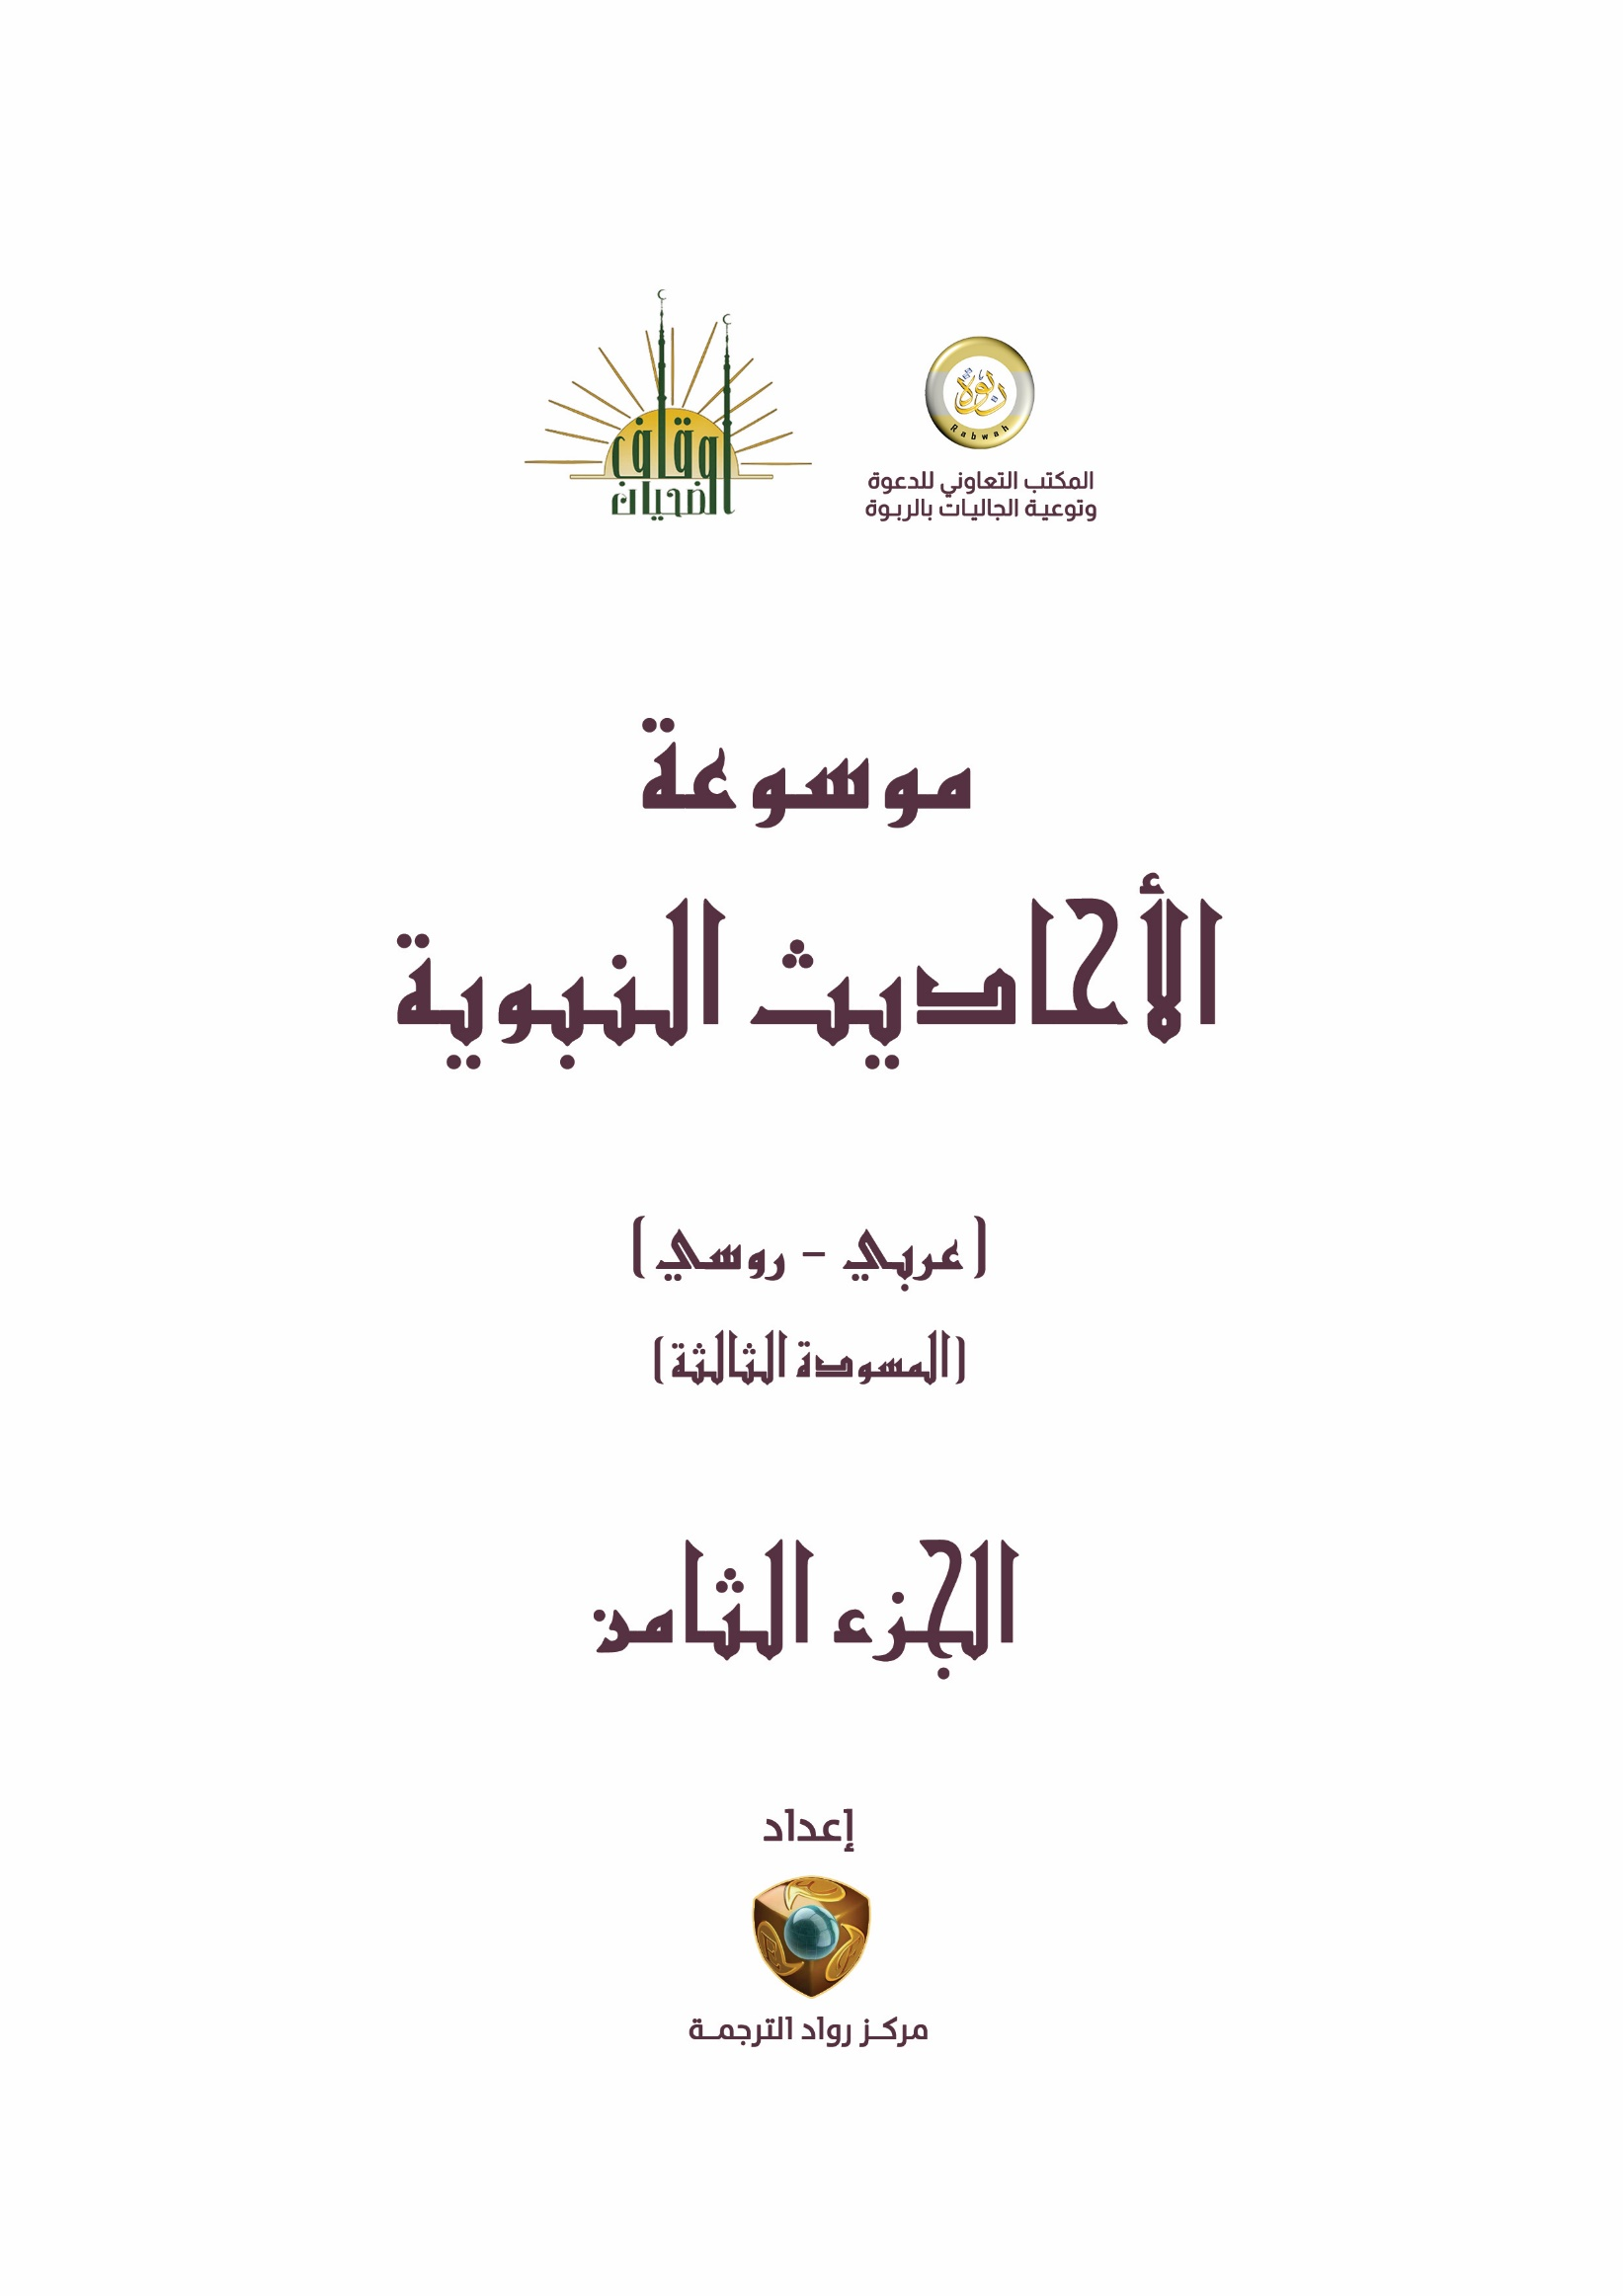 ربوة
Rabwah
أوقاف
الضحيان
المكتب التعاوني للدعوة
وتوعية الجاليات بالربوة
موسوعة
الأحاديث النبوية
(عربي - روسي)
(المسودة الثالثة)
الجزء الثامن
إعداد
مركز رواد الترجمة